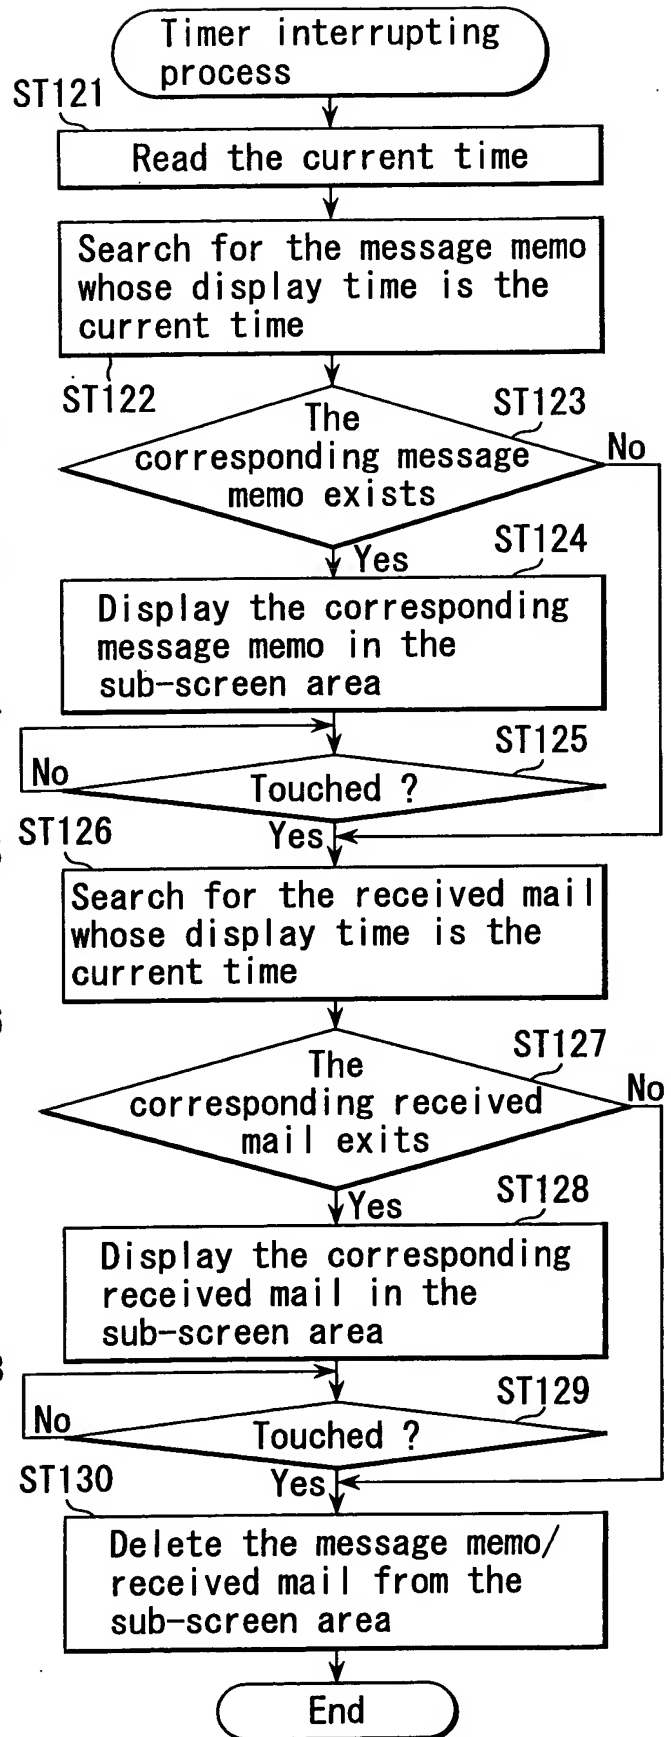 Timer interrupting
process
ST121
Read the current time
Search for the message memo
whose display time is the
current time
ST122
The
corresponding message
memo exists
ST123
No
Yes
ST124
Display the corresponding
message memo in the
sub-screen area
ST125
No
Touched ?
Yes
ST126
Search for the received mail
whose display time is the
current time
ST127
The
corresponding received
mail exits
No
Yes
ST128
Display the corresponding
received mail in the
sub-screen area
ST129
No
Touched ?
Yes
ST130
Delete the message memo/
received mail from the
sub-screen area
End